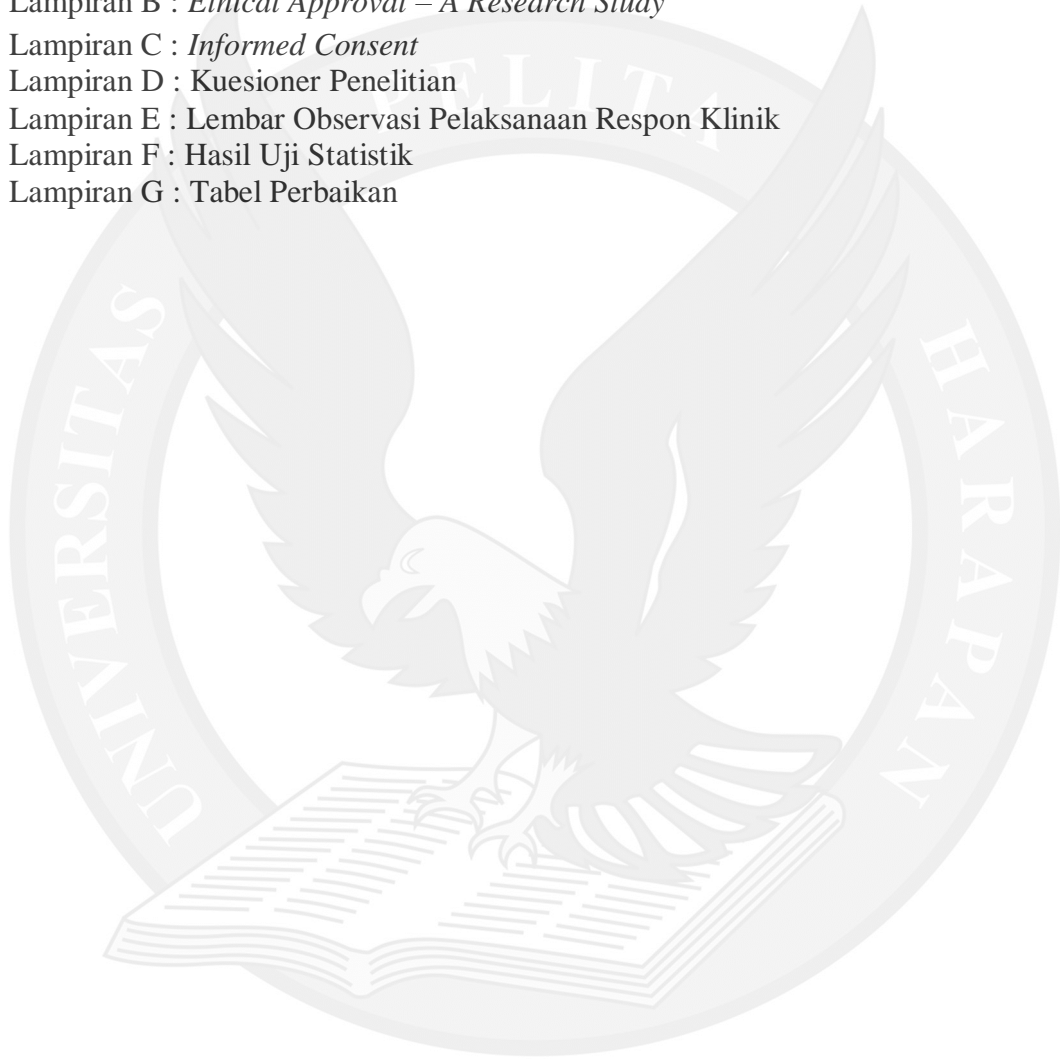 Lampiran B : Ethical Approval – A Research Study
Lampiran C : Informed Consent
Lampiran D : Kuesioner Penelitian
Lampiran E : Lembar Observasi Pelaksanaan Respon Klinik
Lampiran F : Hasil Uji Statistik
Lampiran G : Tabel Perbaikan
UNIVERSITAS PELITA HARAPAN